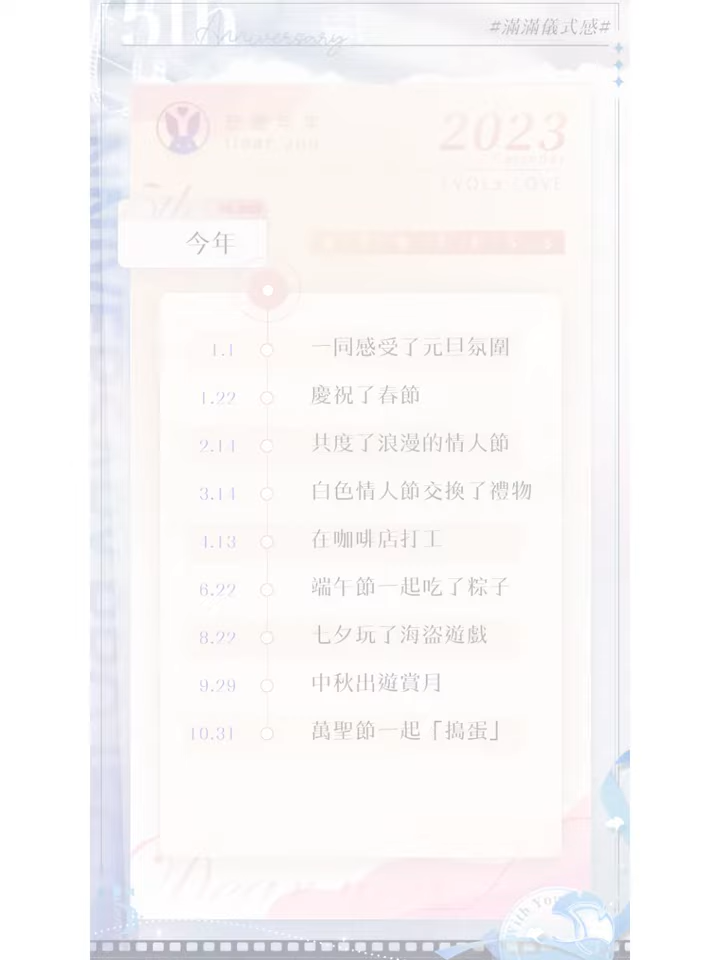 5th
Anniversary
#滿滿儀式感#
2023
今年
1.1 一同感受了元旦氛圍
1.22 慶祝了春節
2.14 共度了浪漫的情人節
3.14 白色情人節交換了禮物
4.13 在咖啡店打工
6.22 端午節一起吃了粽子
8.22 七夕玩了海盜遊戲
9.29 中秋出遊賞月
10.31 萬聖節一起「搗蛋」
With You